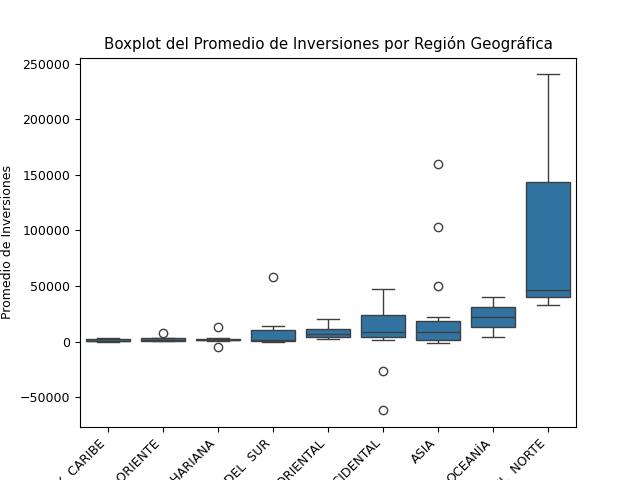 Boxplot del Promedio de Inversiones por Región Geográfica
Promedio de Inversiones
250000
200000
150000
100000
50000
0
−50000
CARIBE
ORIENTE
HARIANA
DEL SUR
ORIENTAL
CIDENTAL
ASIA
OCEANÍA
NORTE